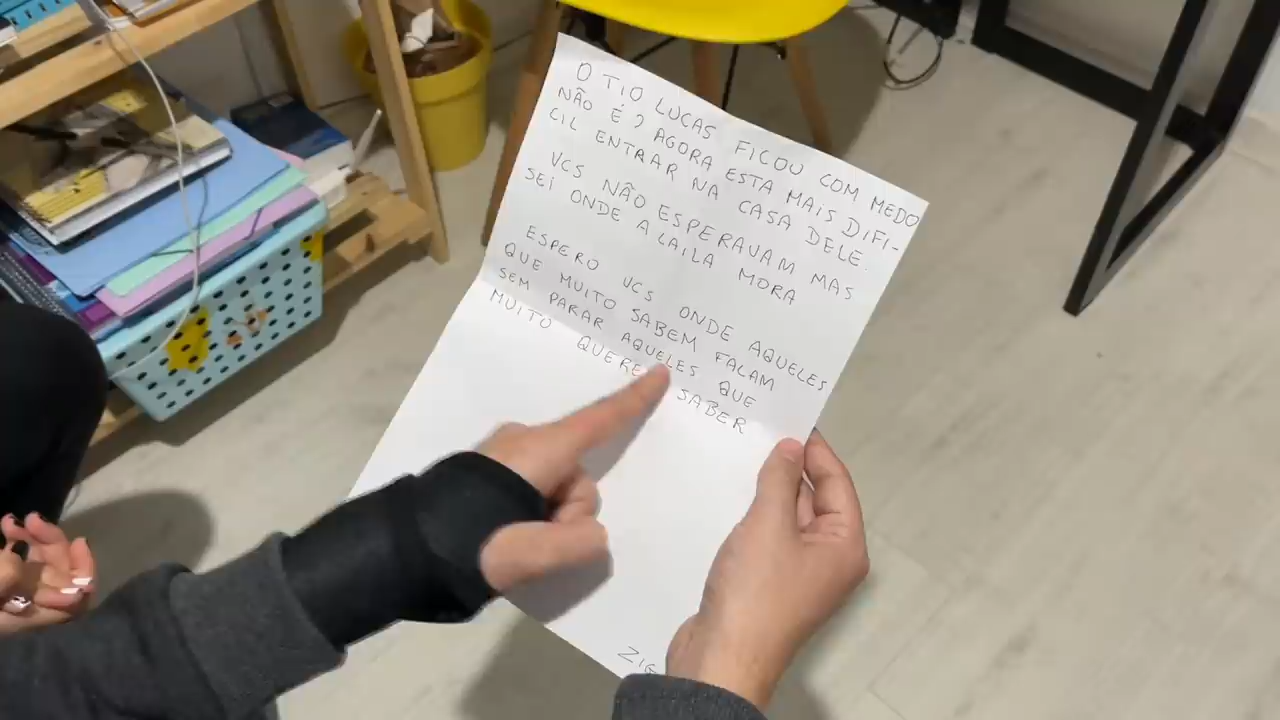 O TIO LUCAS FICOU COM MEDO
NÃO É ? AGORA ESTA MAIS DIFI-
CIL ENTRAR NA CASA DELE.
VCS NÃO ESPERAVAM MAS
SEI ONDE A LAILA MORA
ESPERO VCS ONDE AQUELES
QUE MUITO SABEM FALAM
SEM PARAR AQUELES QUE
MUITO SABER